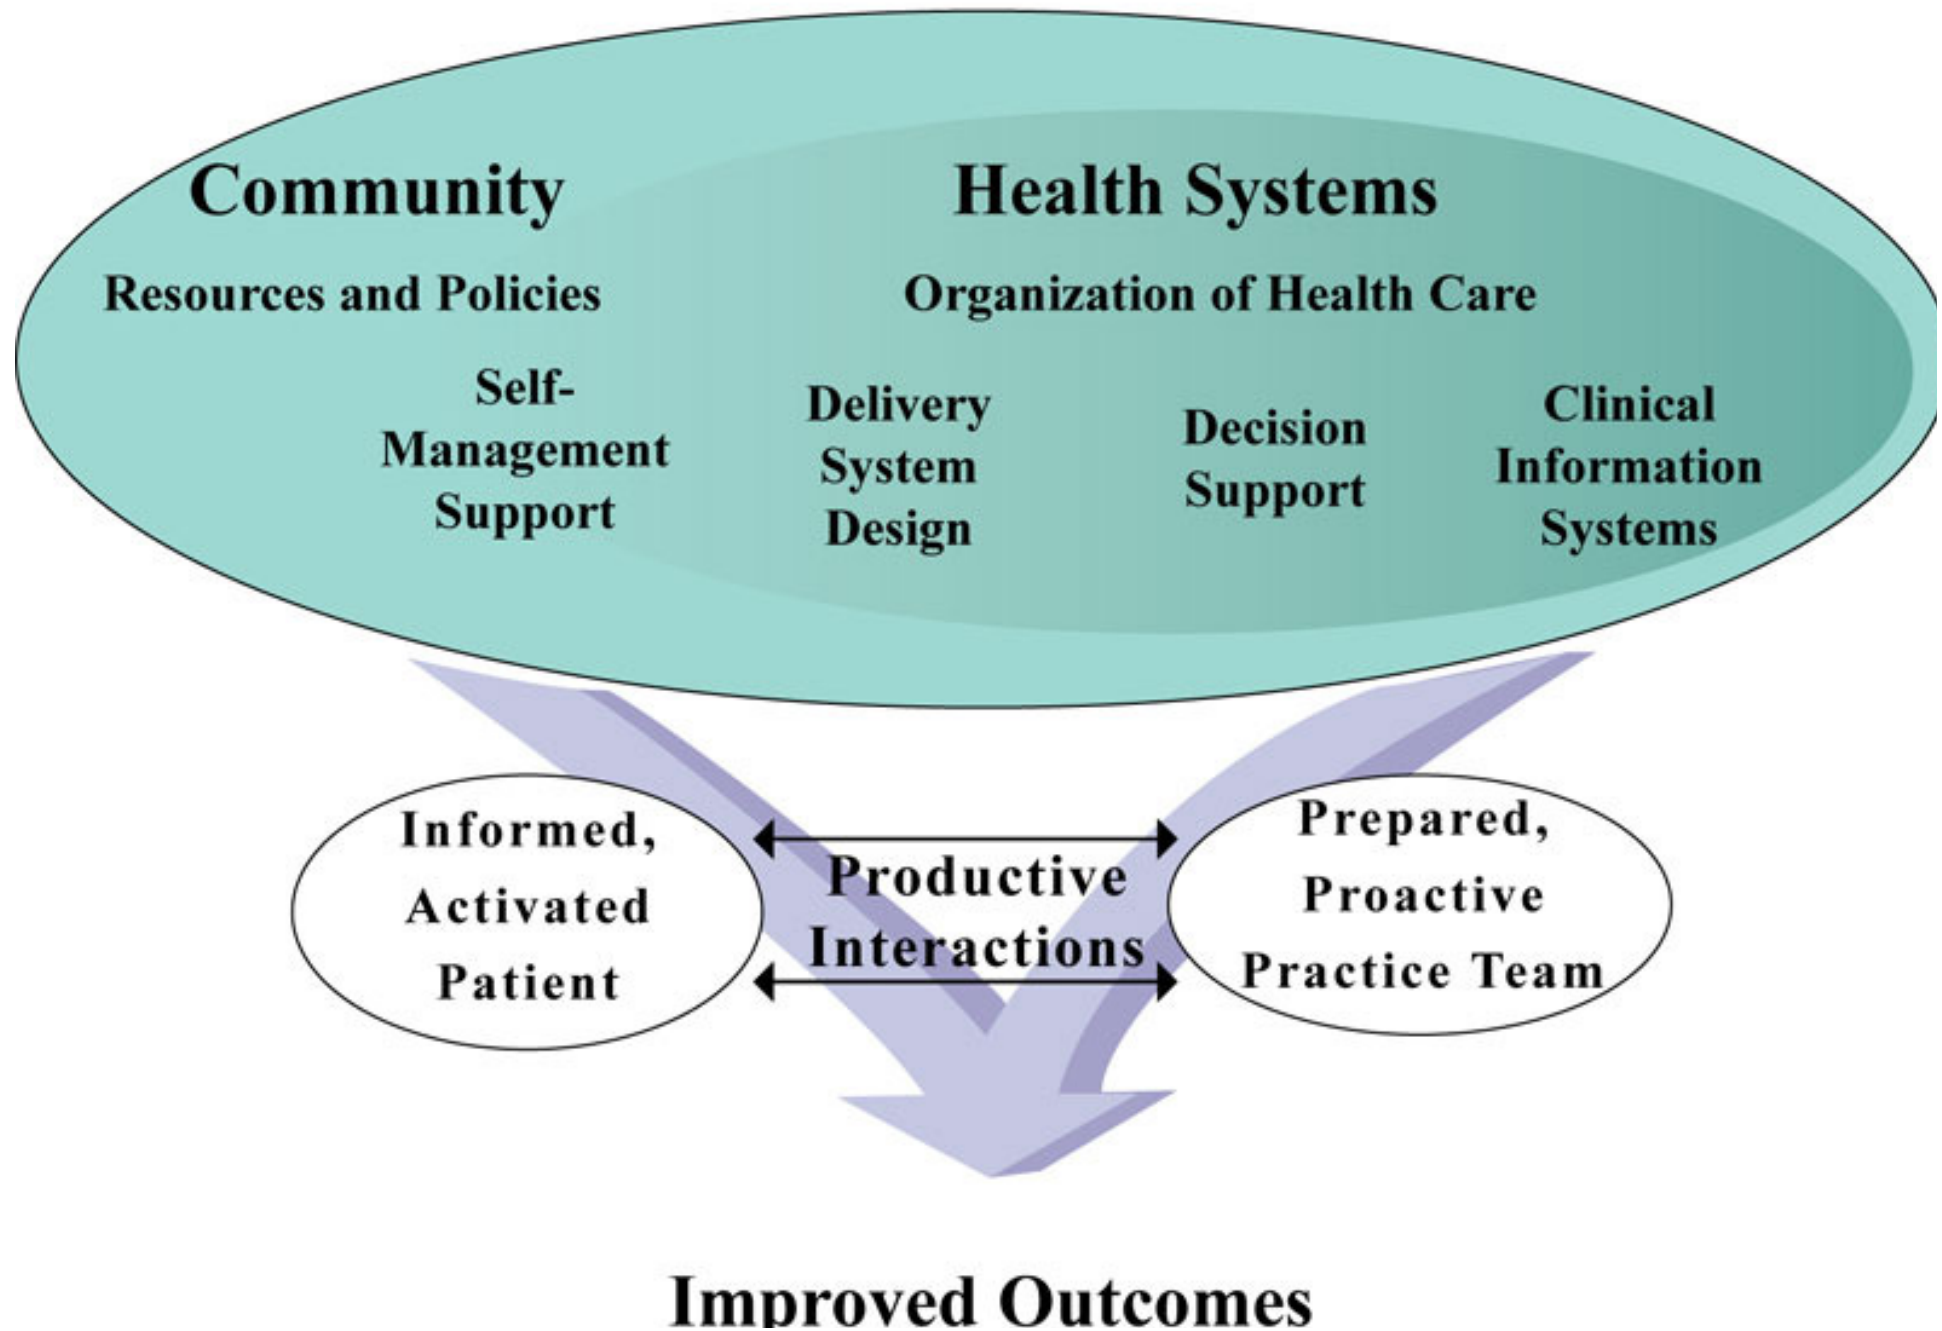 Community
Health Systems
Resources and Policies
Organization of Health Care
Self-
Management
Support
Delivery
System
Design
Decision
Support
Clinical
Information
Systems
Informed,
Activated
Patient
Productive
Interactions
Prepared,
Proactive
Practice Team
Improved Outcomes